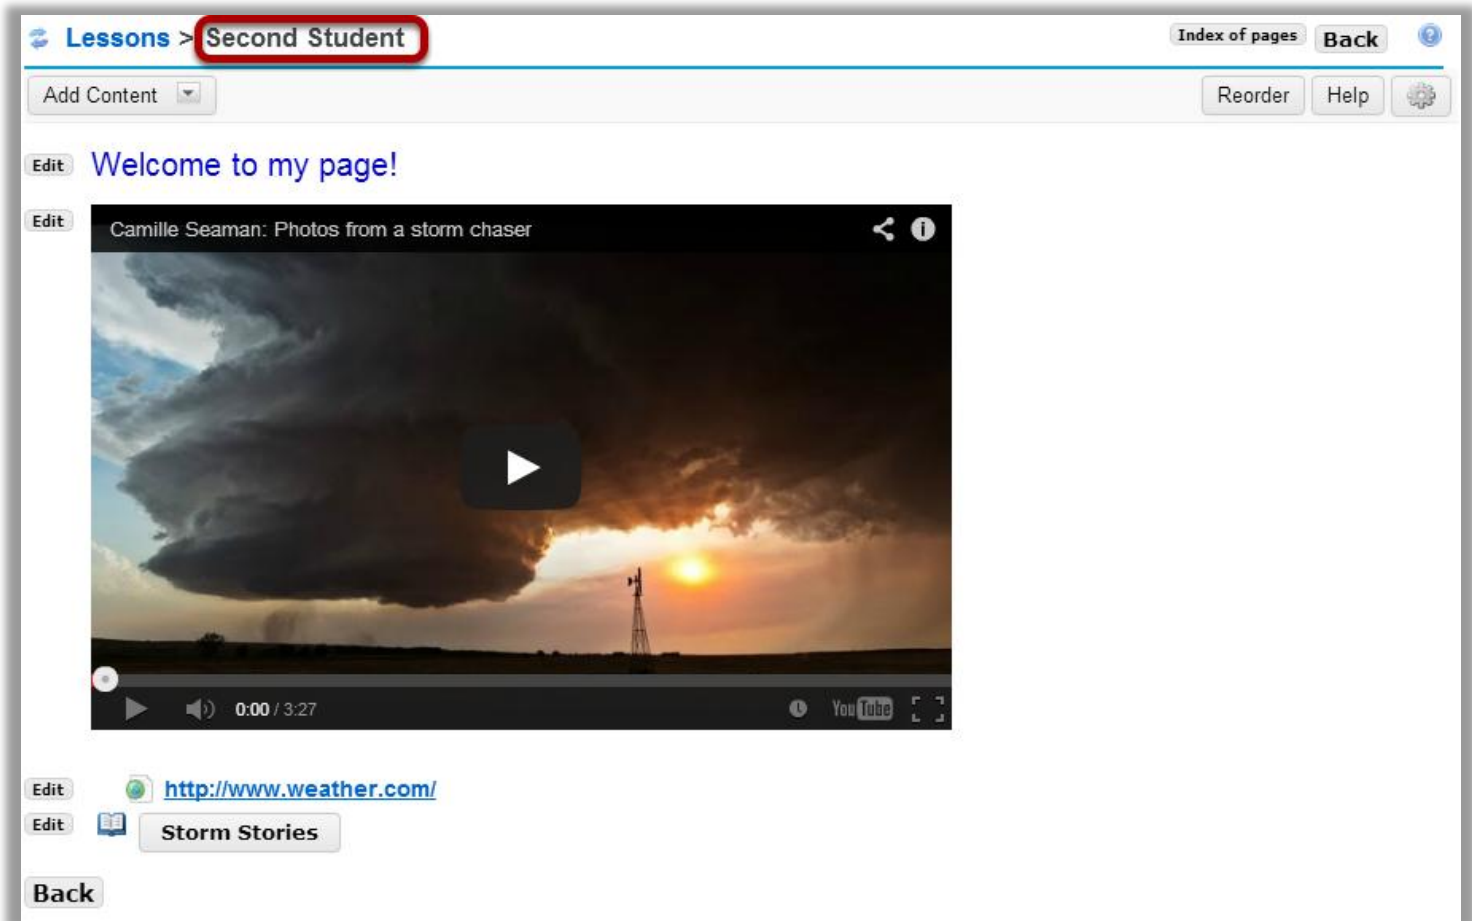 Lessons > Second Student Index of pages Back
Add Content Reorder Help
Edit Welcome to my page!
Edit Camille Seaman: Photos from a storm chaser
0:00 / 3:27 YouTube
Edit http://www.weather.com/
Edit Storm Stories
Back